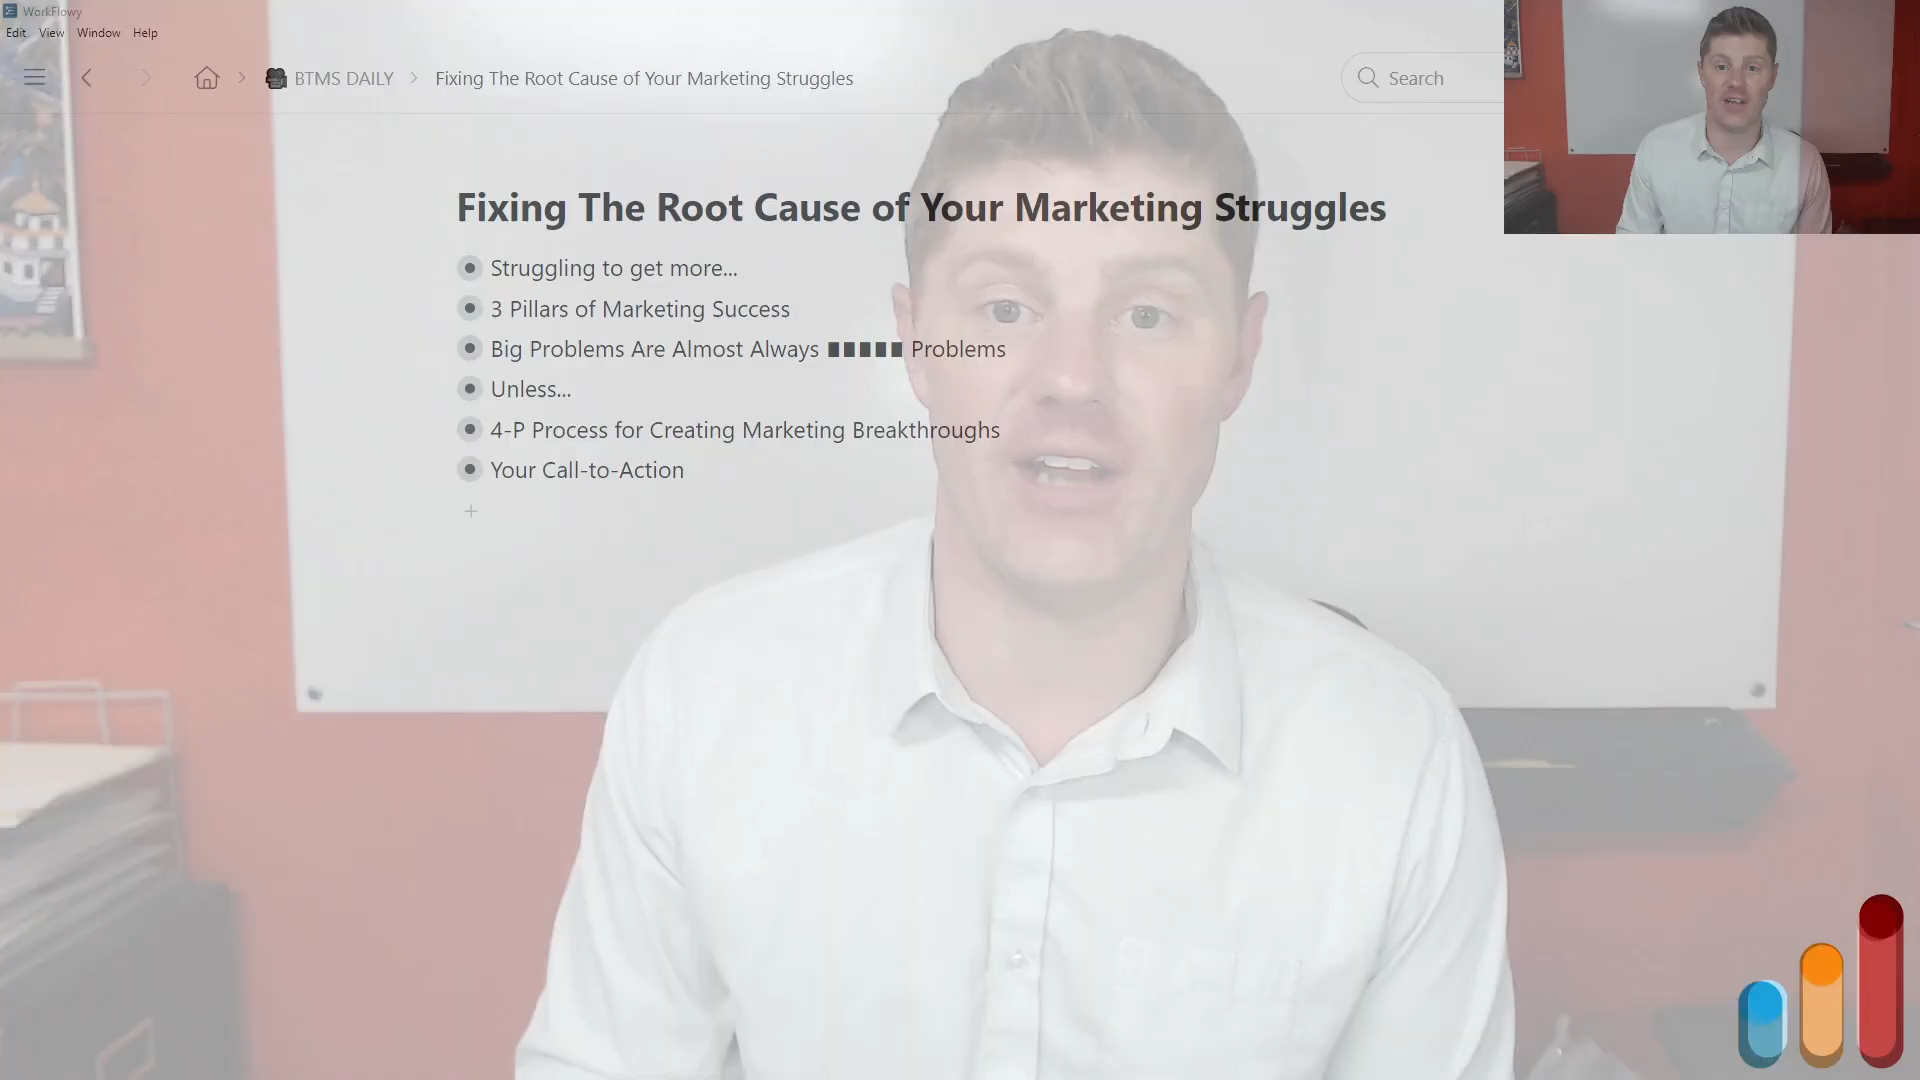 WorkFlowy
Edit View Window Help
BTMS DAILY > Fixing The Root Cause of Your Marketing Struggles
Search
Fixing The Root Cause of Your Marketing Struggles
Struggling to get more...
3 Pillars of Marketing Success
Big Problems Are Almost Always ▮▮▮▮▮ Problems
Unless...
4-P Process for Creating Marketing Breakthroughs
Your Call-to-Action